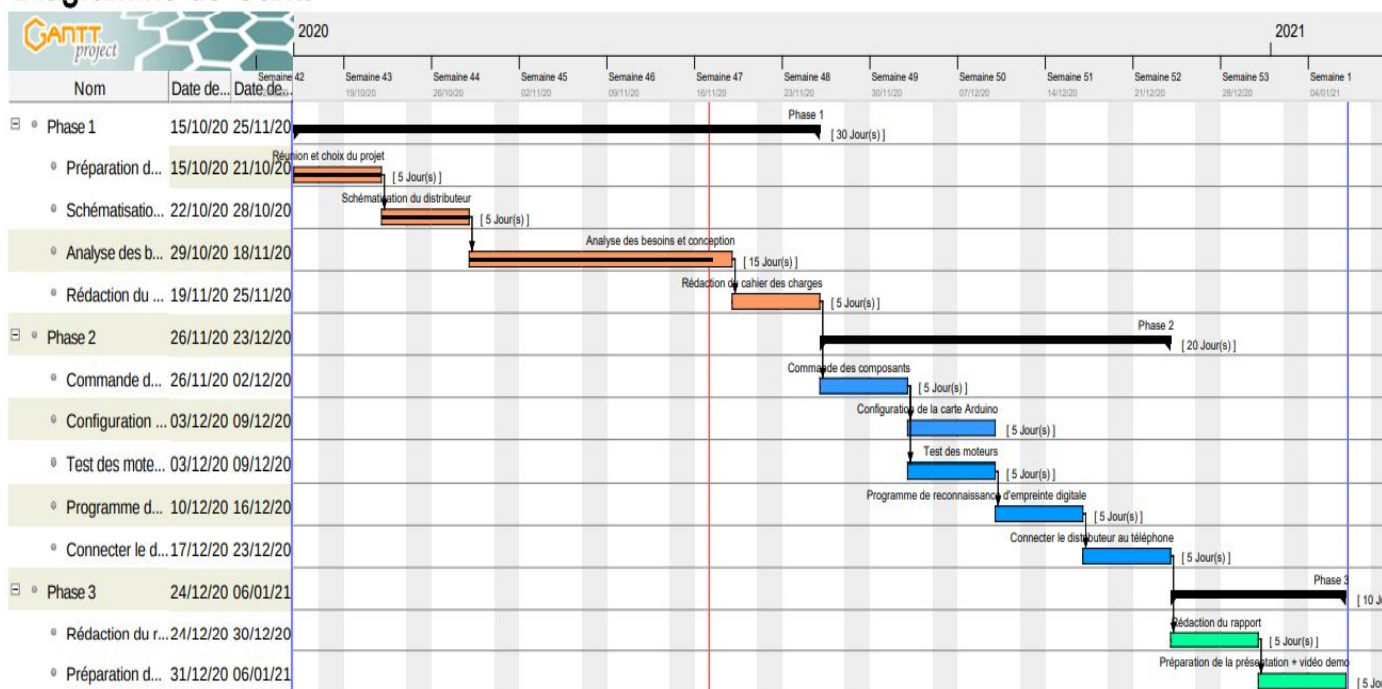 GANTT
project
2020
2021
Nom
Date de...
Date de...
Semaine 42
Semaine 43
Semaine 44
Semaine 45
Semaine 46
Semaine 47
Semaine 48
Semaine 49
Semaine 50
Semaine 51
Semaine 52
Semaine 53
Semaine 1
19/10/20
26/10/20
02/11/20
09/11/20
16/11/20
23/11/20
30/11/20
07/12/20
14/12/20
21/12/20
28/12/20
04/01/21
Phase 1 15/10/20 25/11/20
Phase 1
[ 30 Jour(s) ]
Préparation d... 15/10/20 21/10/20
Réunion et choix du projet
[ 5 Jour(s) ]
Schématisatio... 22/10/20 28/10/20
Schématisation du distributeur
[ 5 Jour(s) ]
Analyse des b... 29/10/20 18/11/20
Analyse des besoins et conception
[ 15 Jour(s) ]
Rédaction du ... 19/11/20 25/11/20
Rédaction du cahier des charges
[ 5 Jour(s) ]
Phase 2 26/11/20 23/12/20
Phase 2
[ 20 Jour(s) ]
Commande d... 26/11/20 02/12/20
Commande des composants
[ 5 Jour(s) ]
Configuration ... 03/12/20 09/12/20
Configuration de la carte Arduino
[ 5 Jour(s) ]
Test des mote... 03/12/20 09/12/20
Test des moteurs
[ 5 Jour(s) ]
Programme d... 10/12/20 16/12/20
Programme de reconnaissance d'empreinte digitale
[ 5 Jour(s) ]
Connecter le d... 17/12/20 23/12/20
Connecter le distributeur au téléphone
[ 5 Jour(s) ]
Phase 3 24/12/20 06/01/21
Phase 3
[ 10 Jo
Rédaction du r... 24/12/20 30/12/20
Rédaction du rapport
[ 5 Jour(s) ]
Préparation d... 31/12/20 06/01/21
Préparation de la présentation + vidéo demo
[ 5 Jou